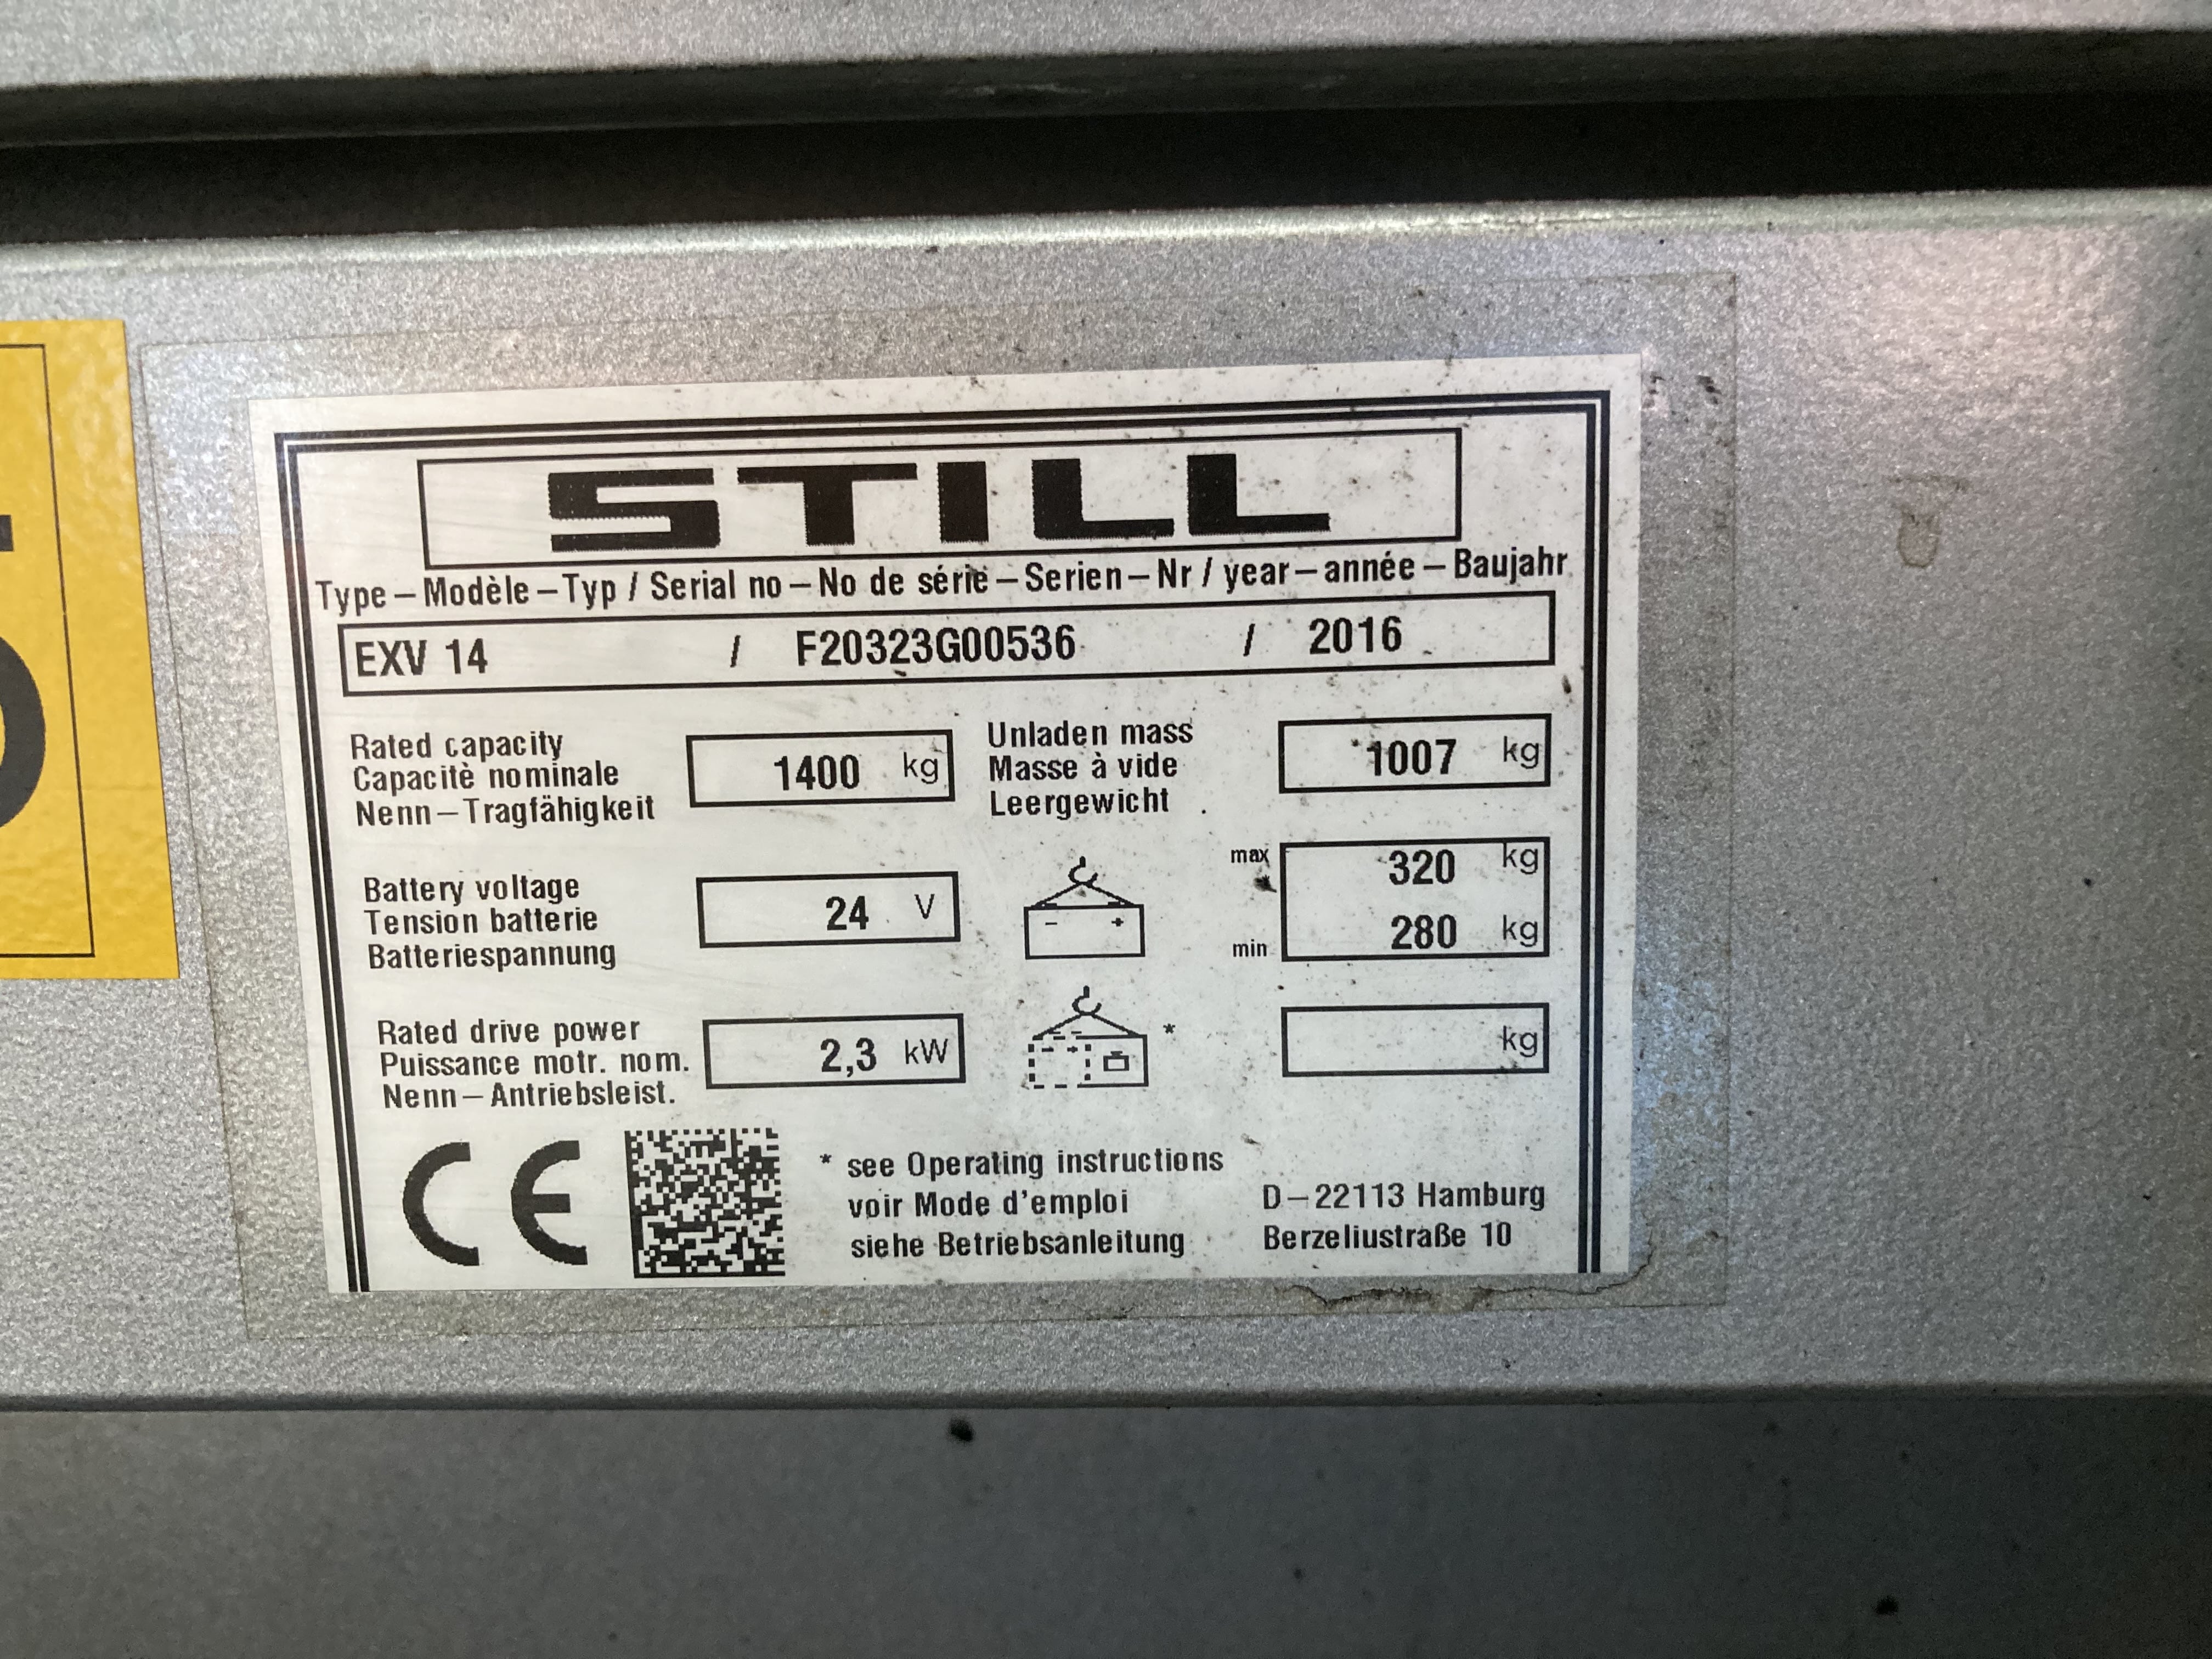 STILL
Type – Modèle – Typ / Serial no – No de série – Serien – Nr / year – année – Baujahr
EXV 14 / F20323G00536 / 2016
Rated capacity
Capacitè nominale
Nenn – Tragfähigkeit
1400 kg
Unladen mass
Masse à vide
Leergewicht
1007 kg
Battery voltage
Tension batterie
Batteriespannung
24 V
- +
max 320 kg
min 280 kg
Rated drive power
Puissance motr. nom.
Nenn – Antriebsleist.
2,3 kW
*
kg
CE
* see Operating instructions
voir Mode d'emploi
siehe Betriebsanleitung
D – 22113 Hamburg
Berzeliustraße 10